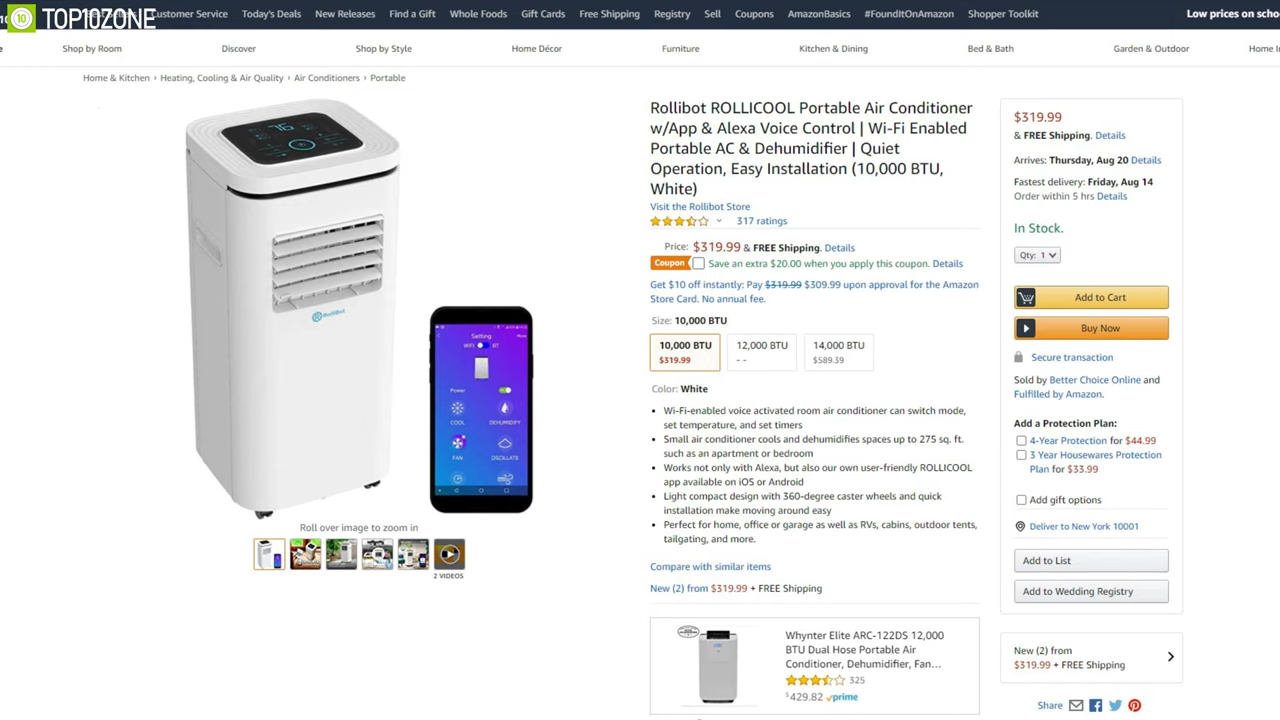 TOP10ZONE
10
Customer Service Today's Deals New Releases Find a Gift Whole Foods Gift Cards Free Shipping Registry Sell Coupons AmazonBasics #FoundItOnAmazon Shopper Toolkit Low prices on scho
Shop by Room Discover Shop by Style Home Décor Furniture Kitchen & Dining Bed & Bath Garden & Outdoor Home In
Home & Kitchen › Heating, Cooling & Air Quality › Air Conditioners › Portable
76
RolliBot
Setting
WIFI BT
Power
COOL DEHUMIDIFY
FAN OSCILLATE
Roll over image to zoom in
2 VIDEOS
Rollibot ROLLICOOL Portable Air Conditioner
w/App & Alexa Voice Control | Wi-Fi Enabled
Portable AC & Dehumidifier | Quiet
Operation, Easy Installation (10,000 BTU,
White)
Visit the Rollibot Store
317 ratings
Price: $319.99 & FREE Shipping. Details
Coupon Save an extra $20.00 when you apply this coupon. Details
Get $10 off instantly: Pay $319.99 $309.99 upon approval for the Amazon
Store Card. No annual fee.
Size: 10,000 BTU
10,000 BTU 12,000 BTU 14,000 BTU
$319.99 - - $589.39
Color: White
• Wi-Fi-enabled voice activated room air conditioner can switch mode,
set temperature, and set timers
• Small air conditioner cools and dehumidifies spaces up to 275 sq. ft.
such as an apartment or bedroom
• Works not only with Alexa, but also our own user-friendly ROLLICOOL
app available on iOS or Android
• Light compact design with 360-degree caster wheels and quick
installation make moving around easy
• Perfect for home, office or garage as well as RVs, cabins, outdoor tents,
tailgating, and more.
Compare with similar items
New (2) from $319.99 + FREE Shipping
Whynter Elite ARC-122DS 12,000
BTU Dual Hose Portable Air
Conditioner, Dehumidifier, Fan...
325
$429.82 prime
$319.99
& FREE Shipping. Details
Arrives: Thursday, Aug 20 Details
Fastest delivery: Friday, Aug 14
Order within 5 hrs Details
In Stock.
Qty: 1
Add to Cart
Buy Now
Secure transaction
Sold by Better Choice Online and
Fulfilled by Amazon.
Add a Protection Plan:
4-Year Protection for $44.99
3 Year Housewares Protection
Plan for $33.99
Add gift options
Deliver to New York 10001
Add to List
Add to Wedding Registry
New (2) from
$319.99 + FREE Shipping
Share